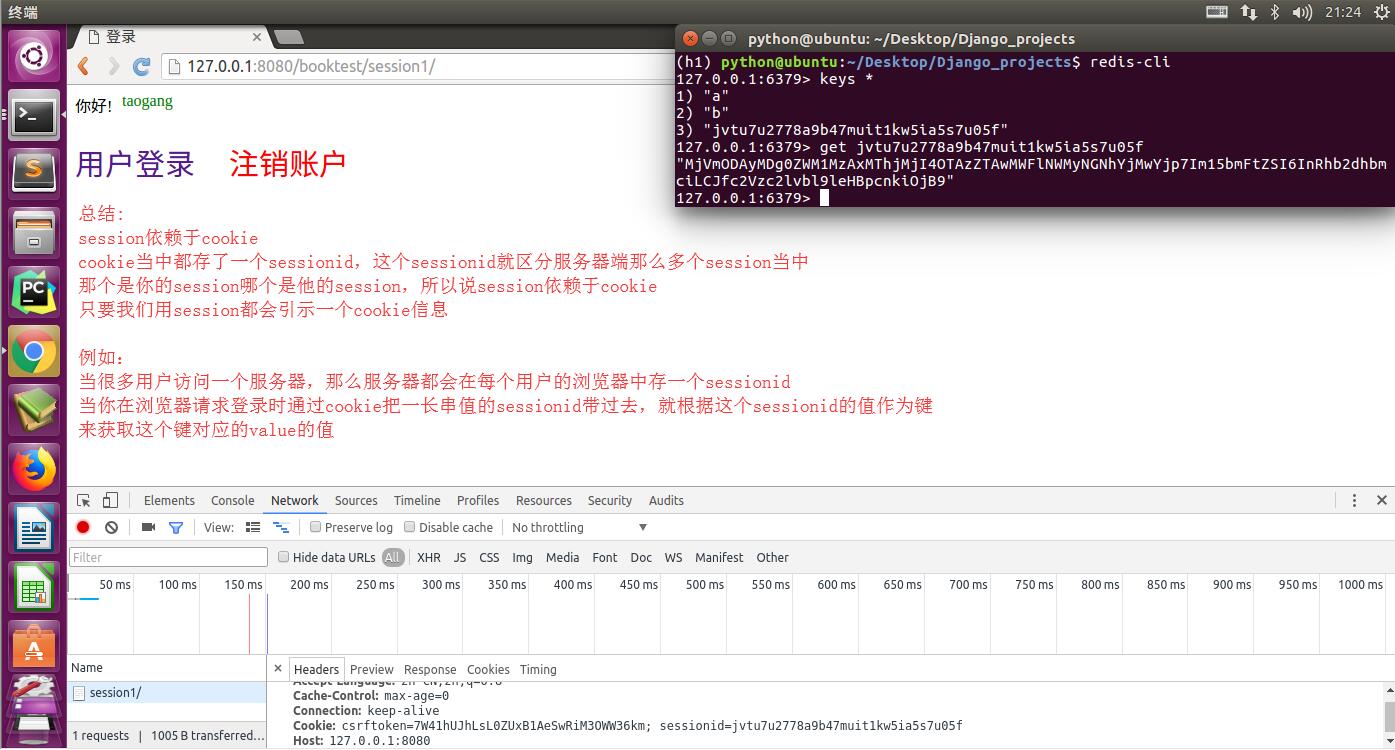 终端
21:24
登录
127.0.0.1:8080/booktest/session1/
python@ubuntu: ~/Desktop/Django_projects
(h1) python@ubuntu:~/Desktop/Django_projects$ redis-cli
127.0.0.1:6379> keys *
1) "a"
2) "b"
3) "jvtu7u2778a9b47muit1kw5ia5s7u05f"
127.0.0.1:6379> get jvtu7u2778a9b47muit1kw5ia5s7u05f
"MjVmODAyMDg0ZWM1MzAxMThjMjI4OTAzZTAwMWFlNWMyNGNhYjMwYjp7Im15bmFtZSI6InRhb2dhbm
ciLCJfc2Vzc2lvbl9leHBpcnkiOjB9"
127.0.0.1:6379>
你好! taogang
用户登录 注销账户
总结:
session依赖于cookie
cookie当中都存了一个sessionid，这个sessionid就区分服务器端那么多个session当中
那个是你的session哪个是他的session，所以说session依赖于cookie
只要我们用session都会引示一个cookie信息
例如:
当很多用户访问一个服务器，那么服务器都会在每个用户的浏览器中存一个sessionid
当你在浏览器请求登录时通过cookie把一长串值的sessionid带过去，就根据这个sessionid的值作为键
来获取这个键对应的value的值
Elements Console Network Sources Timeline Profiles Resources Security Audits
View: Preserve log Disable cache No throttling
Filter Hide data URLs All XHR JS CSS Img Media Font Doc WS Manifest Other
50 ms 100 ms 150 ms 200 ms 250 ms 300 ms 350 ms 400 ms 450 ms 500 ms 550 ms 600 ms 650 ms 700 ms 750 ms 800 ms 850 ms 900 ms 950 ms 1000 ms
Name
Headers Preview Response Cookies Timing
session1/
Accept-Language: zh-CN,zh;q=0.8
Cache-Control: max-age=0
Connection: keep-alive
Cookie: csrftoken=7W41hUJhLsL0ZUxB1AeSwRiM3OWW36km; sessionid=jvtu7u2778a9b47muit1kw5ia5s7u05f
Host: 127.0.0.1:8080
1 requests | 1005 B transferred...